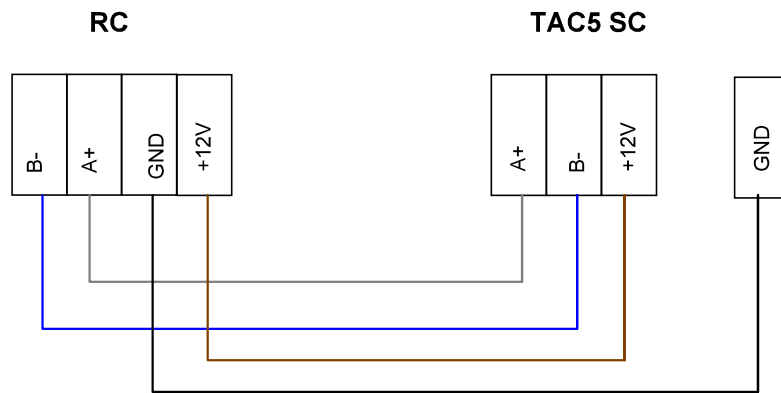 RC
TAC5 SC
B-
A+
GND
+12V
A+
B-
+12V
GND